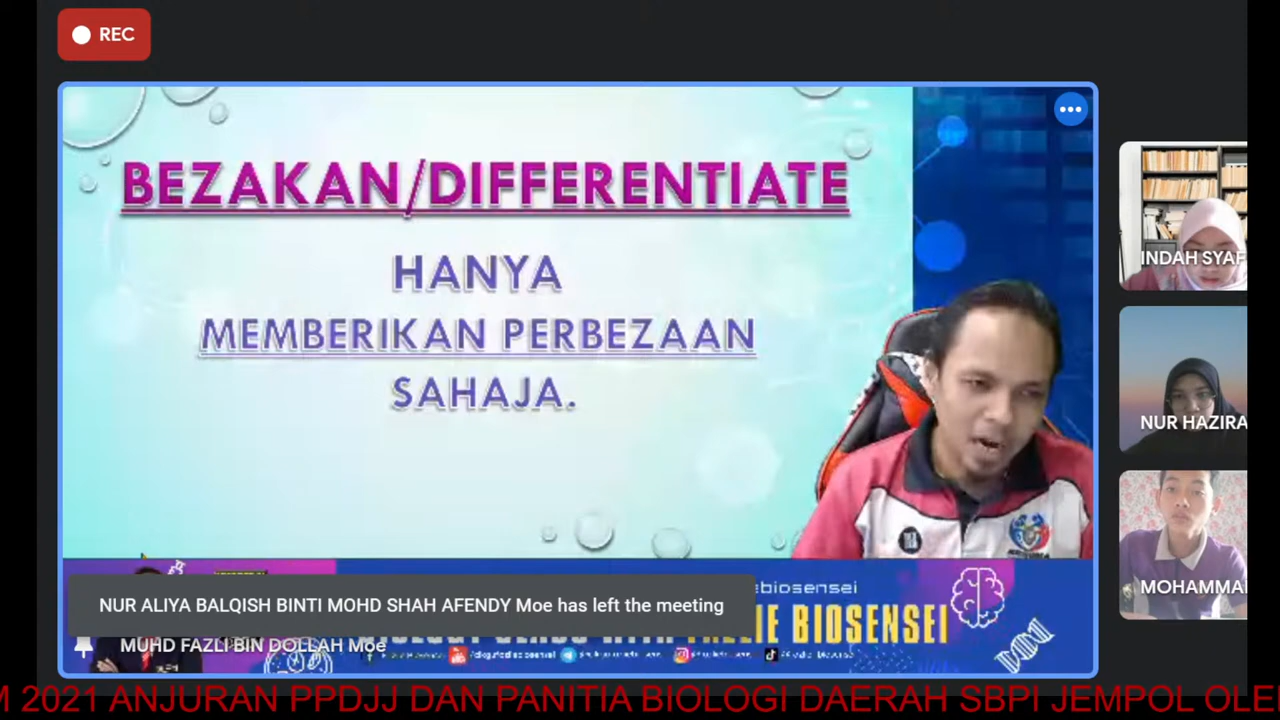 REC
BEZAKAN/DIFFERENTIATE
HANYA
MEMBERIKAN PERBEZAAN
SAHAJA.
INDAH SYAF
NUR HAZIRA
MOHAMMA
ebiosensei
NUR ALIYA BALQISH BINTI MOHD SHAH AFENDY Moe has left the meeting
BIOSENSEI
MUHD FAZLI BIN DOLLAH Moe
M 2021 ANJURAN PPDJJ DAN PANITIA BIOLOGI DAERAH SBPI JEMPOL OLE